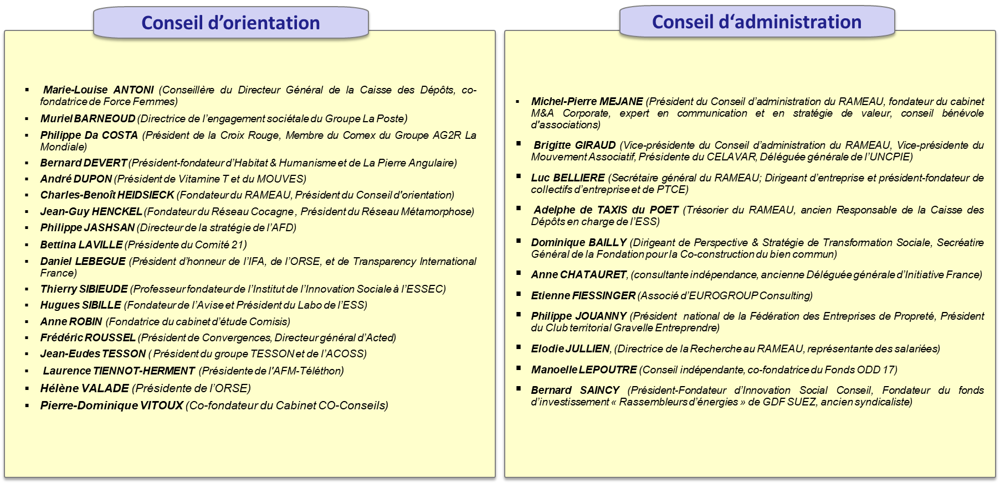 Conseil d’orientation
▪ Marie-Louise ANTONI (Conseillère du Directeur Général de la Caisse des Dépôts, co-
fondatrice de Force Femmes)
▪ Muriel BARNEOUD (Directrice de l’engagement sociétale du Groupe La Poste)
▪ Philippe Da COSTA (Président de la Croix Rouge, Membre du Comex du Groupe AG2R La
Mondiale)
▪ Bernard DEVERT (Président-fondateur d’Habitat & Humanisme et de La Pierre Angulaire)
▪ André DUPON (Président de Vitamine T et du MOUVES)
▪ Charles-Benoît HEIDSIECK (Fondateur du RAMEAU, Président du Conseil d'orientation)
▪ Jean-Guy HENCKEL (Fondateur du Réseau Cocagne , Président du Réseau Métamorphose)
▪ Philippe JASHSAN (Directeur de la stratégie de l’AFD)
▪ Bettina LAVILLE (Présidente du Comité 21)
▪ Daniel LEBEGUE (Président d’honneur de l’IFA, de l’ORSE, et de Transparency International
France)
▪ Thierry SIBIEUDE (Professeur fondateur de l’Institut de l’Innovation Sociale à l’ESSEC)
▪ Hugues SIBILLE (Fondateur de l’Avise et Président du Labo de l’ESS)
▪ Anne ROBIN (Fondatrice du cabinet d’étude Comisis)
▪ Frédéric ROUSSEL (Président de Convergences, Directeur général d’Acted)
▪ Jean-Eudes TESSON ( Président du groupe TESSON et de l’ACOSS)
▪ Laurence TIENNOT-HERMENT (Présidente de l'AFM-Téléthon)
▪ Hélène VALADE (Présidente de l’ORSE)
▪ Pierre-Dominique VITOUX (Co-fondateur du Cabinet CO-Conseils)
Conseil d‘administration
▪ Michel-Pierre MEJANE (Président du Conseil d’administration du RAMEAU, fondateur du cabinet
M&A Corporate, expert en communication et en stratégie de valeur, conseil bénévole
d'associations)
▪ Brigitte GIRAUD (Vice-présidente du Conseil d’administration du RAMEAU, Vice-présidente du
Mouvement Associatif, Présidente du CELAVAR, Déléguée générale de l’UNCPIE)
▪ Luc BELLIERE (Secrétaire général du RAMEAU; Dirigeant d’entreprise et président-fondateur de
collectifs d’entreprise et de PTCE)
▪ Adelphe de TAXIS du POET (Trésorier du RAMEAU, ancien Responsable de la Caisse des
Dépôts en charge de l’ESS)
▪ Dominique BAILLY (Dirigeant de Perspective & Stratégie de Transformation Sociale, Secréatire
Général de la Fondation pour la Co-construction du bien commun)
▪ Anne CHATAURET, (consultante indépendance, ancienne Déléguée générale d’Initiative France)
▪ Etienne FIESSINGER (Associé d’EUROGROUP Consulting)
▪ Philippe JOUANNY (Président national de la Fédération des Entreprises de Propreté, Président
du Club territorial Gravelle Entreprendre)
▪ Elodie JULLIEN, (Directrice de la Recherche au RAMEAU, représentante des salariées)
▪ Manoelle LEPOUTRE (Conseil indépendante, co-fondatrice du Fonds ODD 17)
▪ Bernard SAINCY (Président-Fondateur d’Innovation Social Conseil, Fondateur du fonds
d’investissement « Rassembleurs d’énergies » de GDF SUEZ, ancien syndicaliste)